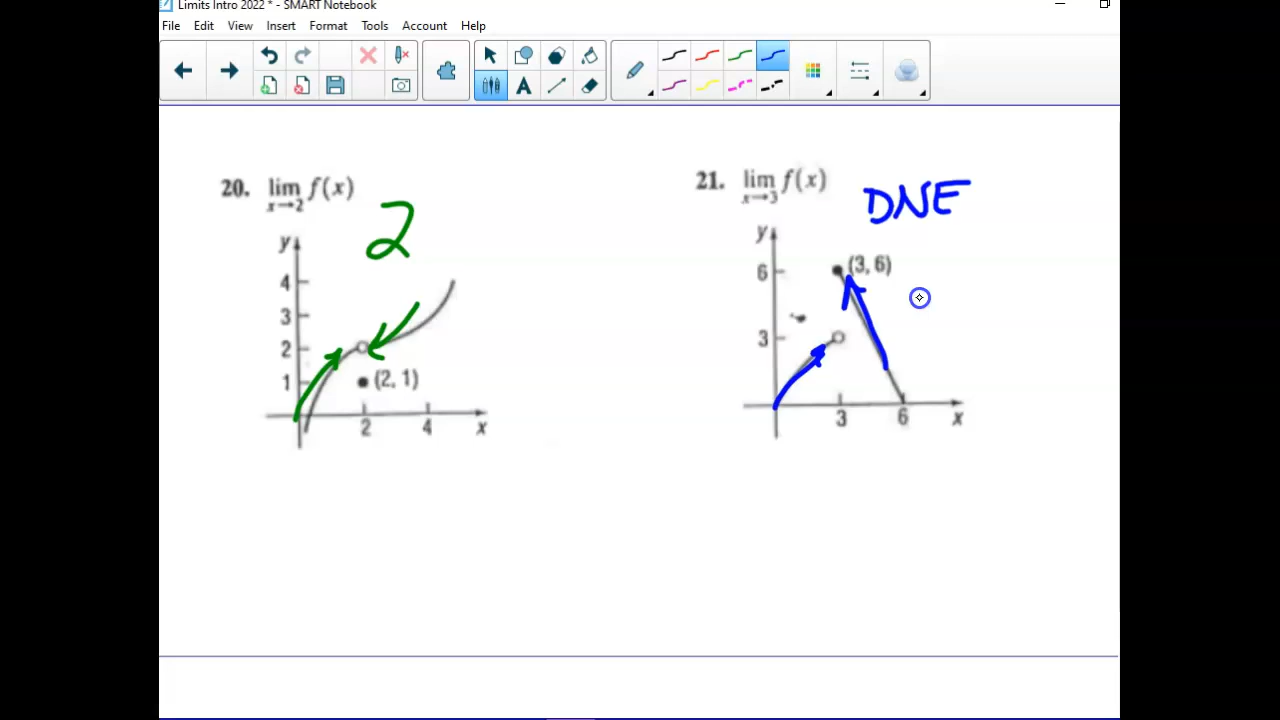 Limits Intro 2022 * - SMART Notebook
File Edit View Insert Format Tools Account Help
20. lim f(x)
x→2
2
y
4
3
2
1
(2, 1)
2 4 x
21. lim f(x)
x→3
DNE
y
6
(3, 6)
3
3 6 x